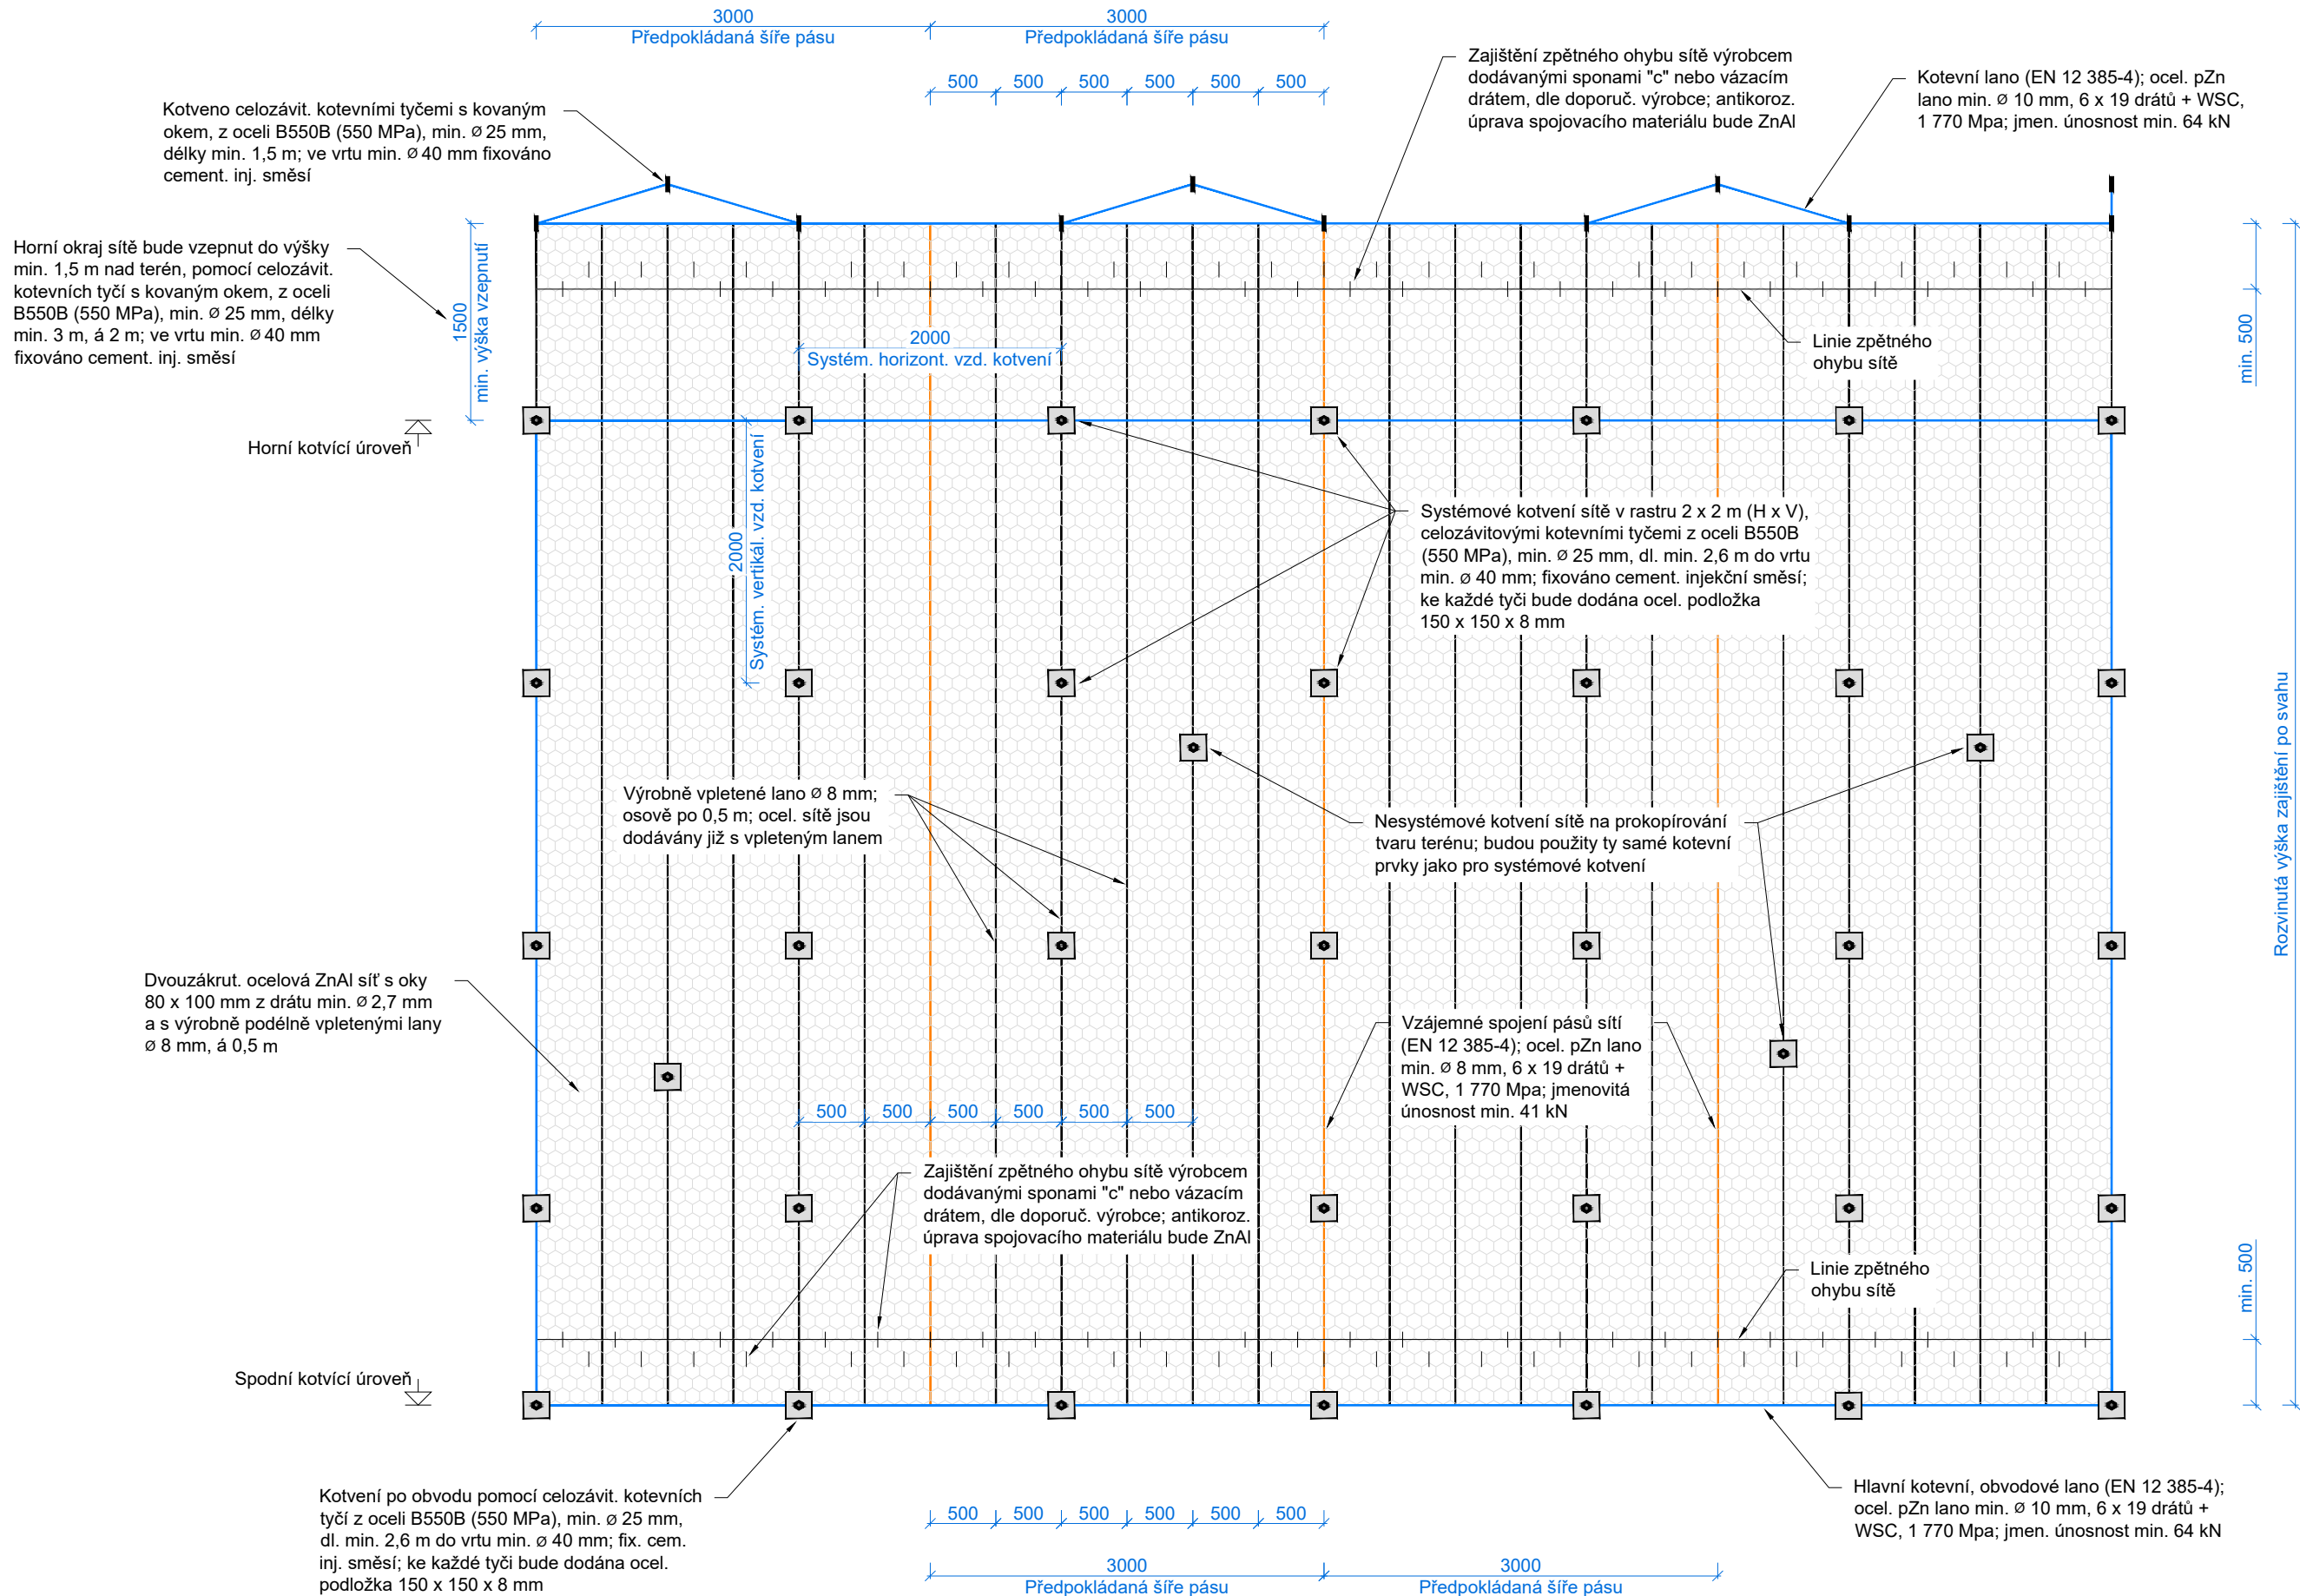 3000
3000
Předpokládaná šíře pásu
Předpokládaná šíře pásu
500
500
500
500
500
500
Zajištění zpětného ohybu sítě výrobcem
dodávanými sponami "c" nebo vázacím
drátem, dle doporuč. výrobce; antikoroz.
úprava spojovacího materiálu bude ZnAl
Kotevní lano (EN 12 385-4); ocel. pZn
lano min. ⌀ 10 mm, 6 x 19 drátů + WSC,
1 770 Mpa; jmen. únosnost min. 64 kN
Kotveno celozávit. kotevními tyčemi s kovaným
okem, z oceli B550B (550 MPa), min. ⌀ 25 mm,
délky min. 1,5 m; ve vrtu min. ⌀ 40 mm fixováno
cement. inj. směsí
Horní okraj sítě bude vzepnut do výšky
min. 1,5 m nad terén, pomocí celozávit.
kotevních tyčí s kovaným okem, z oceli
B550B (550 MPa), min. ⌀ 25 mm, délky
min. 3 m, á 2 m; ve vrtu min. ⌀ 40 mm
fixováno cement. inj. směsí
1500
min. výška vzepnutí
2000
Systém. horizont. vzd. kotvení
Linie zpětného
ohybu sítě
min. 500
Horní kotvící úroveň
2000
Systém. vertikál. vzd. kotvení
Systémové kotvení sítě v rastru 2 x 2 m (H x V),
celozávitovými kotevními tyčemi z oceli B550B
(550 MPa), min. ⌀ 25 mm, dl. min. 2,6 m do vrtu
min. ⌀ 40 mm; fixováno cement. injekční směsí;
ke každé tyči bude dodána ocel. podložka
150 x 150 x 8 mm
Rozvinutá výška zajištění po svahu
Výrobně vpletené lano ⌀ 8 mm;
osově po 0,5 m; ocel. sítě jsou
dodávány již s vpleteným lanem
Nesystémové kotvení sítě na prokopírování
tvaru terénu; budou použity ty samé kotevní
prvky jako pro systémové kotvení
Dvouzákrut. ocelová ZnAl síť s oky
80 x 100 mm z drátu min. ⌀ 2,7 mm
a s výrobně podélně vpletenými lany
⌀ 8 mm, á 0,5 m
Vzájemné spojení pásů sítí
(EN 12 385-4); ocel. pZn lano
min. ⌀ 8 mm, 6 x 19 drátů +
WSC, 1 770 Mpa; jmenovitá
únosnost min. 41 kN
500
500
500
500
500
500
Zajištění zpětného ohybu sítě výrobcem
dodávanými sponami "c" nebo vázacím
drátem, dle doporuč. výrobce; antikoroz.
úprava spojovacího materiálu bude ZnAl
Linie zpětného
ohybu sítě
min. 500
Spodní kotvící úroveň
Kotvení po obvodu pomocí celozávit. kotevních
tyčí z oceli B550B (550 MPa), min. ⌀ 25 mm,
dl. min. 2,6 m do vrtu min. ⌀ 40 mm; fix. cem.
inj. směsí; ke každé tyči bude dodána ocel.
podložka 150 x 150 x 8 mm
Hlavní kotevní, obvodové lano (EN 12 385-4);
ocel. pZn lano min. ⌀ 10 mm, 6 x 19 drátů +
WSC, 1 770 Mpa; jmen. únosnost min. 64 kN
500
500
500
500
500
500
3000
3000
Předpokládaná šíře pásu
Předpokládaná šíře pásu